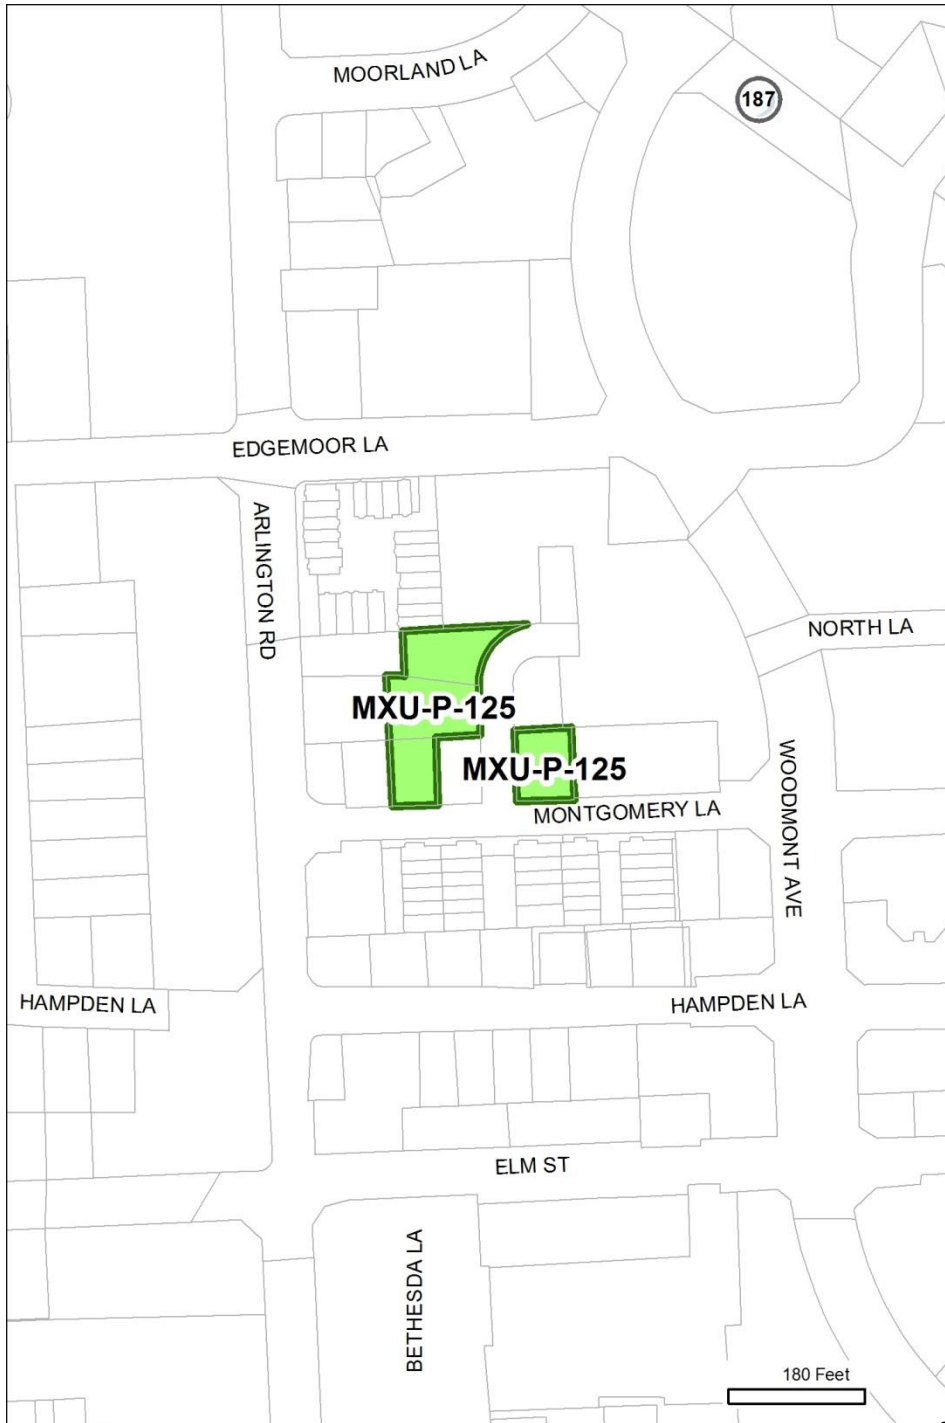 MOORLAND LA
187
EDGEMOOR LA
ARLINGTON RD
NORTH LA
MXU-P-125
MXU-P-125
WOODMONT AVE
MONTGOMERY LA
HAMPDEN LA
HAMPDEN LA
ELM ST
BETHESDA LA
180 Feet